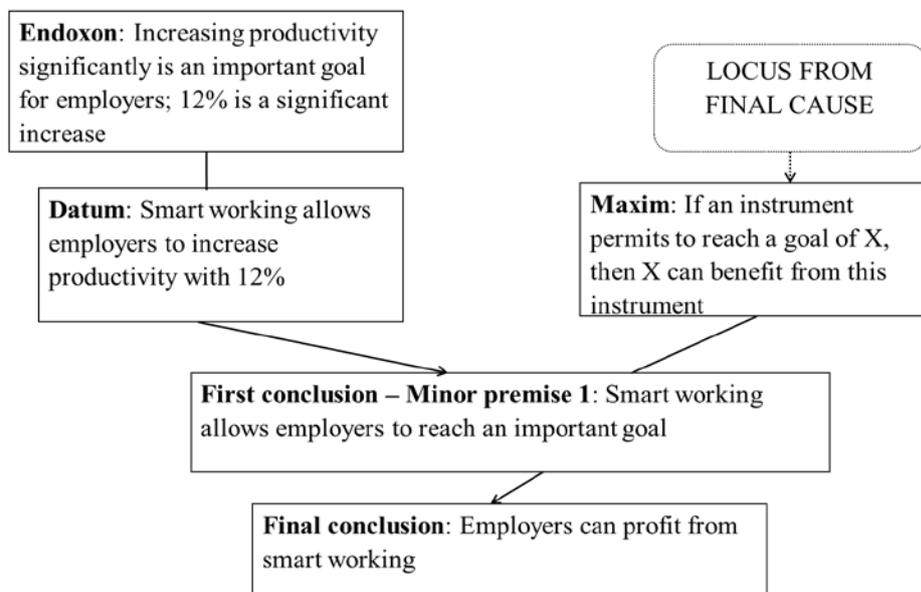 Endoxon: Increasing productivity
significantly is an important goal
for employers; 12% is a significant
increase
LOCUS FROM
FINAL CAUSE
Datum: Smart working allows
employers to increase
productivity with 12%
Maxim: If an instrument
permits to reach a goal of X,
then X can benefit from this
instrument
First conclusion – Minor premise 1: Smart working
allows employers to reach an important goal
Final conclusion: Employers can profit from
smart working